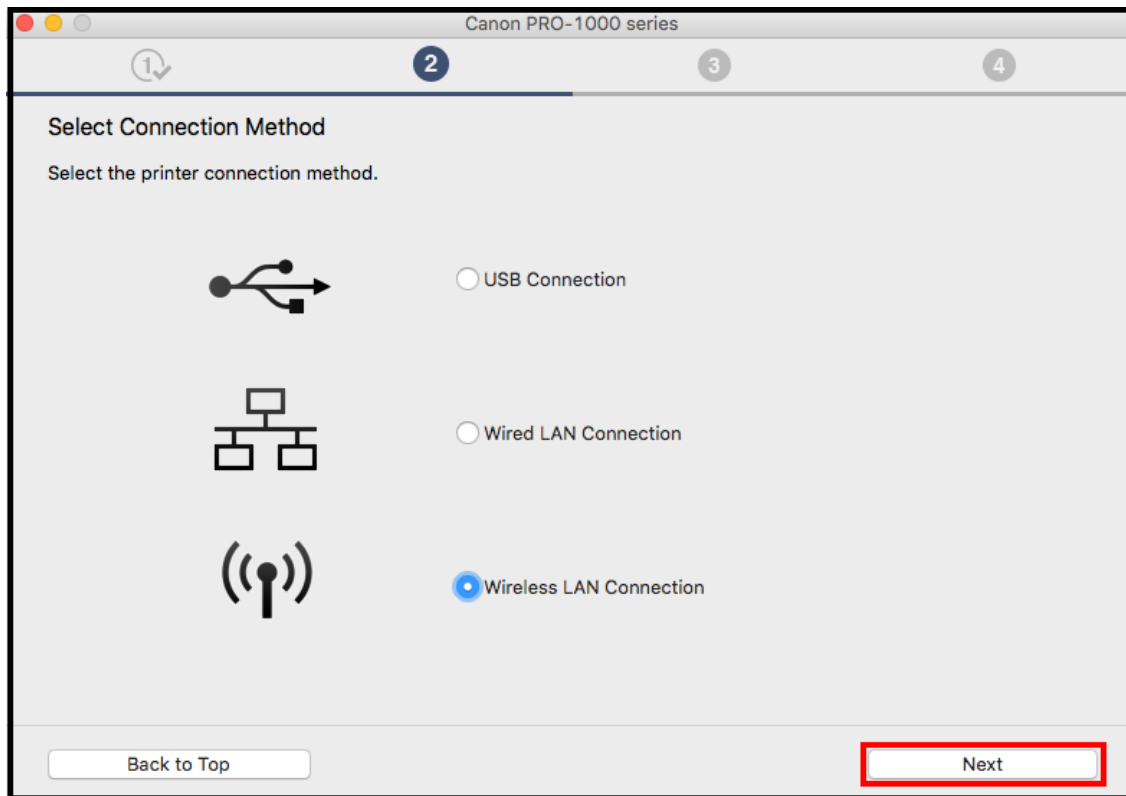 Canon PRO-1000 series
1 2 3 4
Select Connection Method
Select the printer connection method.
USB Connection
Wired LAN Connection
Wireless LAN Connection
Back to Top Next